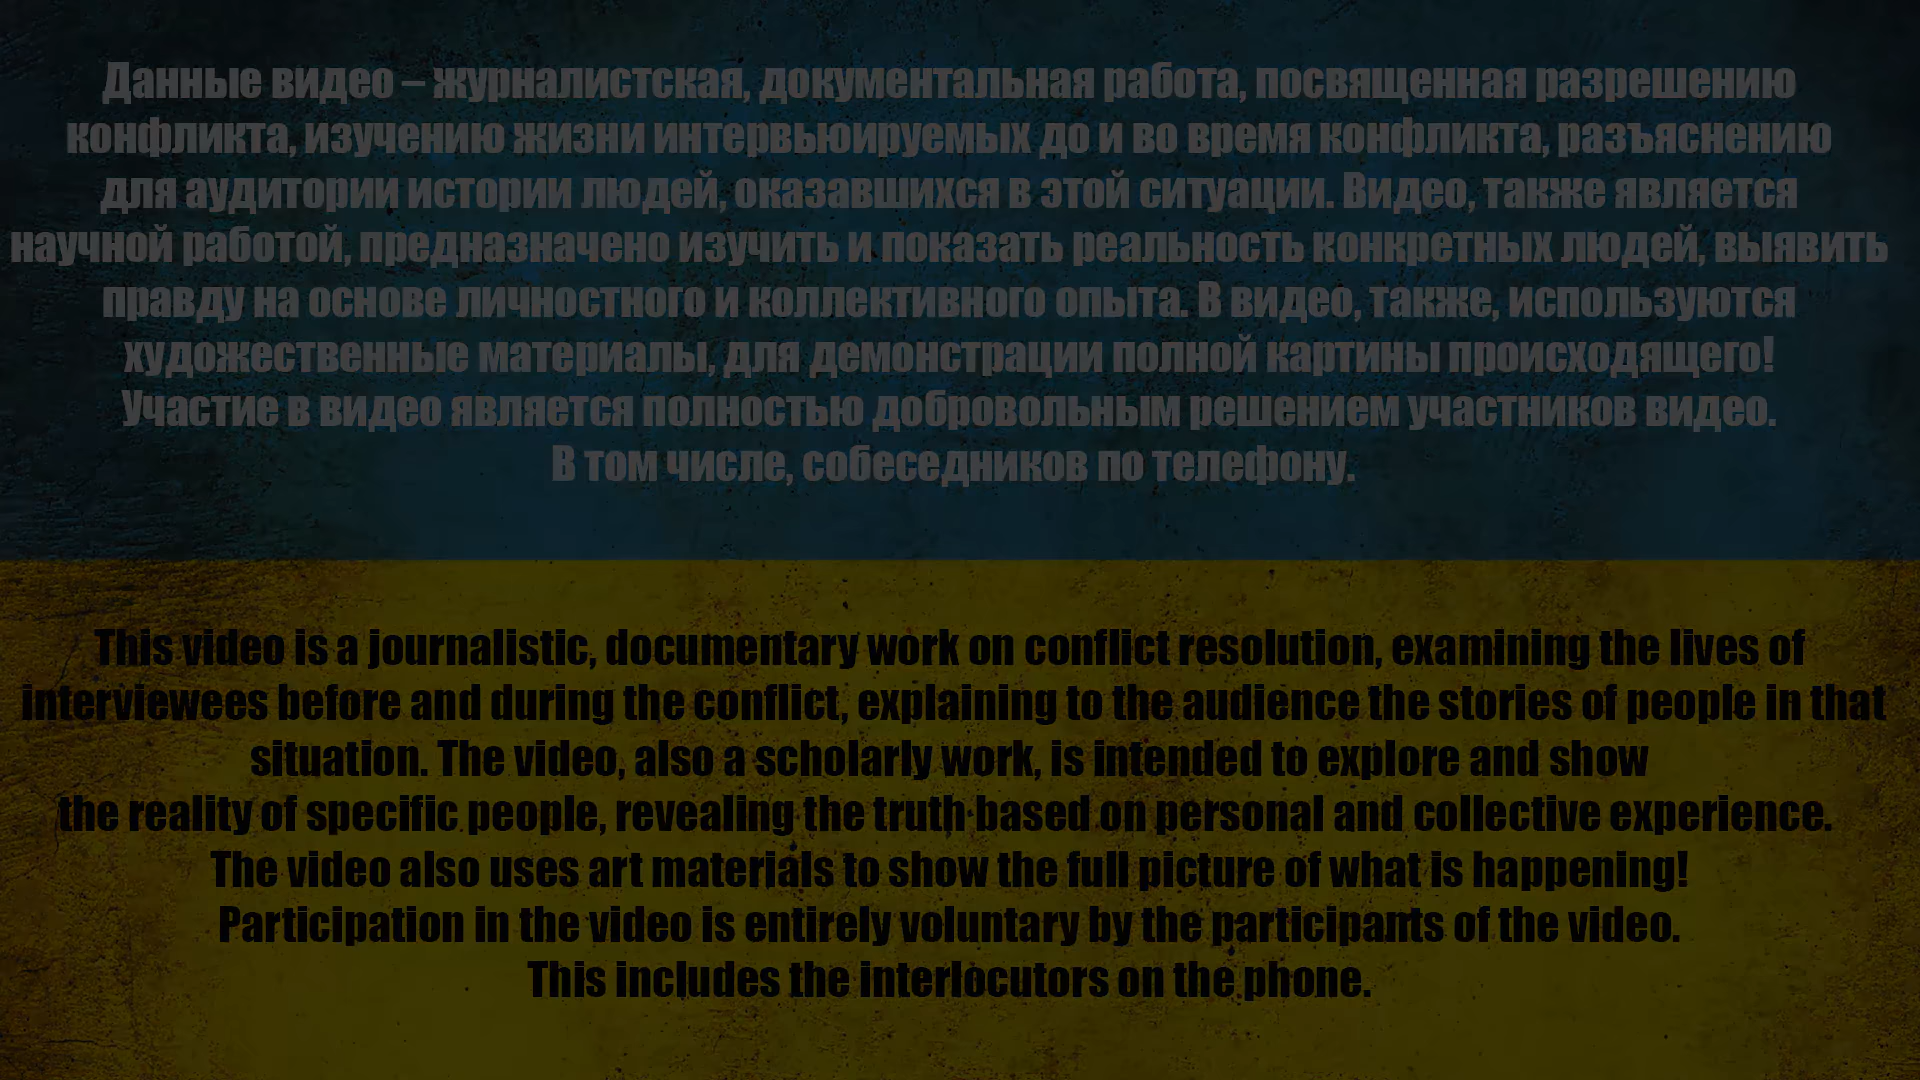 Данные видео – журналистская, документальная работа, посвященная разрешению
конфликта, изучению жизни интервьюируемых до и во время конфликта, разъяснению
для аудитории истории людей, оказавшихся в этой ситуации. Видео, также является
научной работой, предназначено изучить и показать реальность конкретных людей, выявить
правду на основе личностного и коллективного опыта. В видео, также, используются
художественные материалы, для демонстрации полной картины происходящего!
Участие в видео является полностью добровольным решением участников видео.
В том числе, собеседников по телефону.
This video is a journalistic, documentary work on conflict resolution, examining the lives of
interviewees before and during the conflict, explaining to the audience the stories of people in that
situation. The video, also a scholarly work, is intended to explore and show
the reality of specific people, revealing the truth based on personal and collective experience.
The video also uses art materials to show the full picture of what is happening!
Participation in the video is entirely voluntary by the participants of the video.
This includes the interlocutors on the phone.